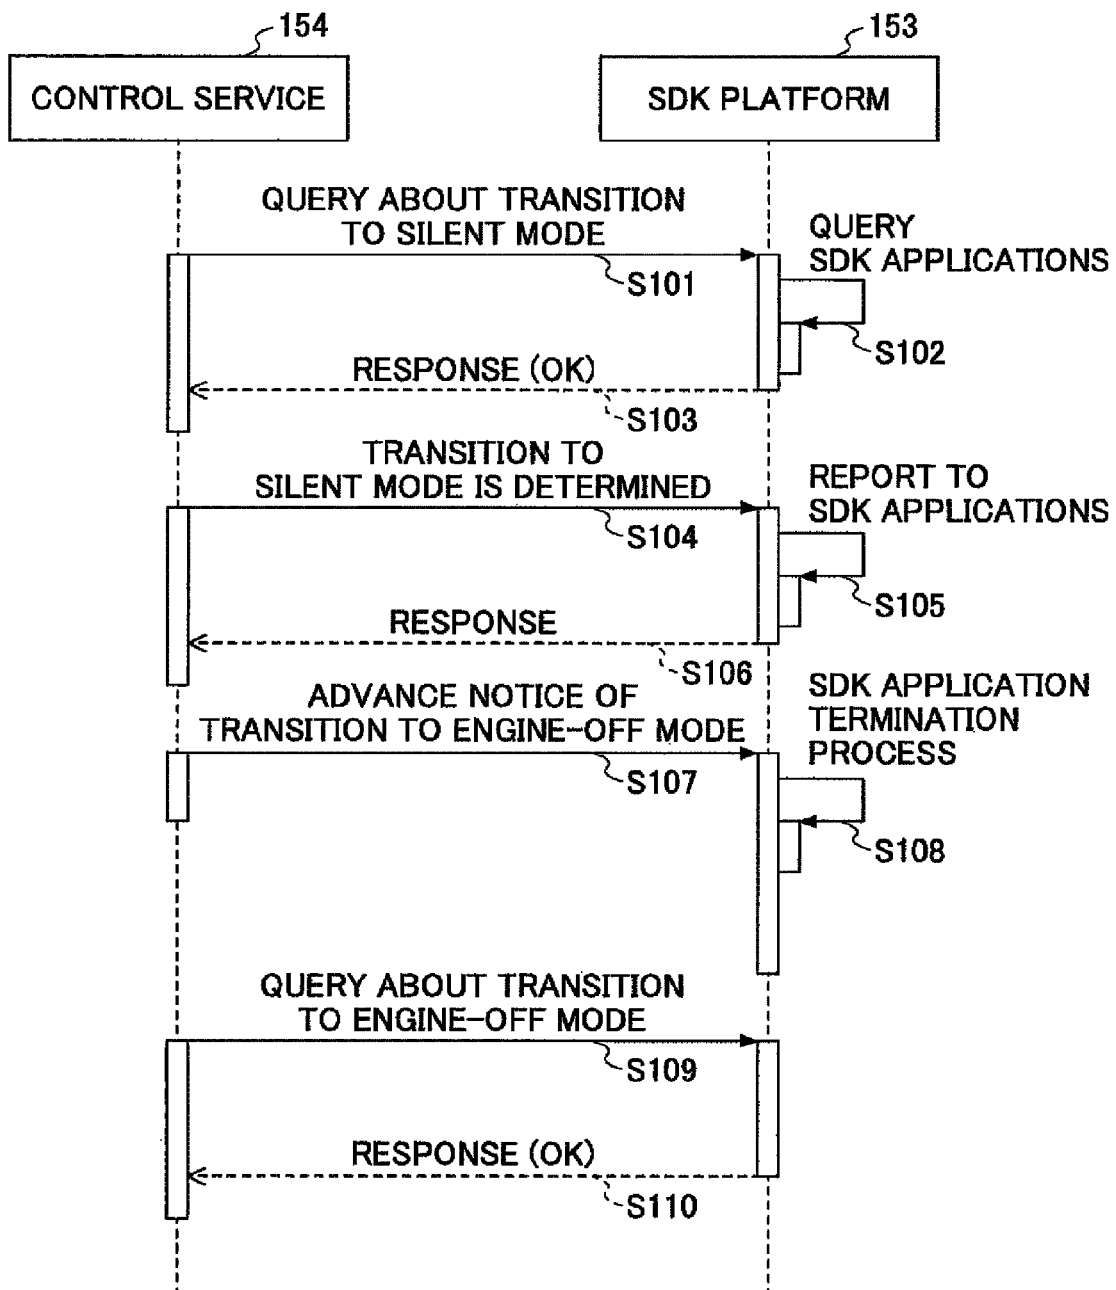 154
153
CONTROL SERVICE
SDK PLATFORM
QUERY ABOUT TRANSITION
TO SILENT MODE
QUERY
SDK APPLICATIONS
S101
S102
RESPONSE (OK)
S103
TRANSITION TO
SILENT MODE IS DETERMINED
REPORT TO
SDK APPLICATIONS
S104
S105
RESPONSE
S106
ADVANCE NOTICE OF
TRANSITION TO ENGINE-OFF MODE
SDK APPLICATION
TERMINATION
PROCESS
S107
S108
QUERY ABOUT TRANSITION
TO ENGINE-OFF MODE
S109
RESPONSE (OK)
S110